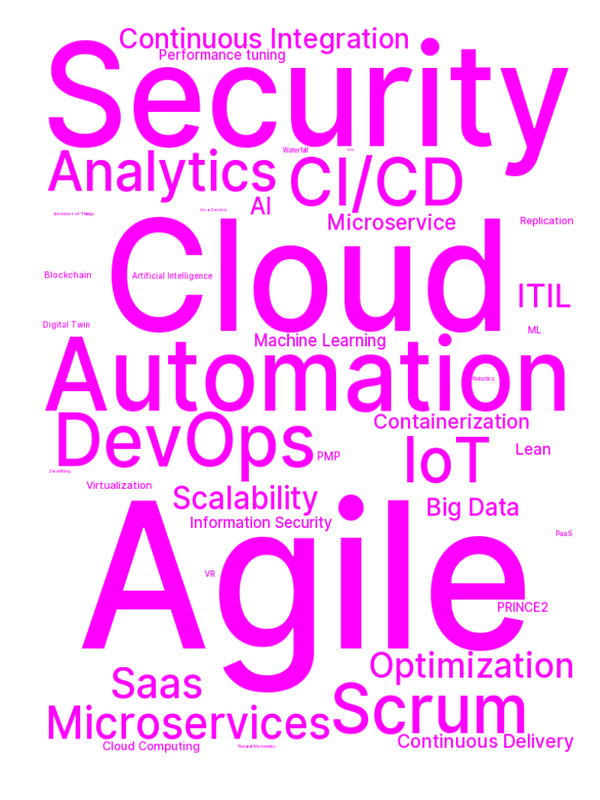 Continuous Integration
Performance tuning
Security
Waterfall
Analytics
CI/CD
AI
Internet of Things
Microservice
Replication
Cloud
Blockchain
Artificial Intelligence
ITIL
Digital Twin
ML
Machine Learning
Automation
Robotics
DevOps
Containerization
IoT
Lean
PMP
Virtualization
Scalability
Big Data
Information Security
Agile
PaaS
VR
PRINCE2
Optimization
Saas
Scrum
Microservices
Continuous Delivery
Cloud Computing
Neural Networks